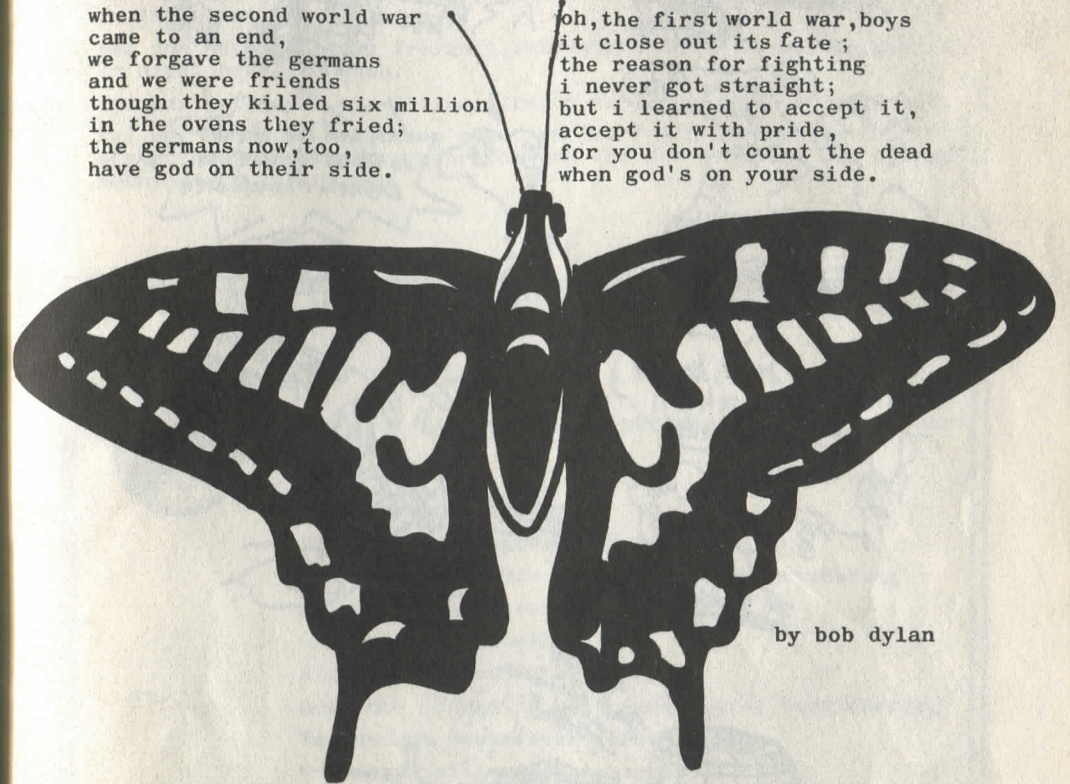 when the second world war
came to an end,
we forgave the germans
and we were friends
though they killed six million
in the ovens they fried;
the germans now,too,
have god on their side.
oh,the first world war,boys
it close out its fate ;
the reason for fighting
i never got straight;
but i learned to accept it,
accept it with pride,
for you don't count the dead
when god's on your side.
by bob dylan